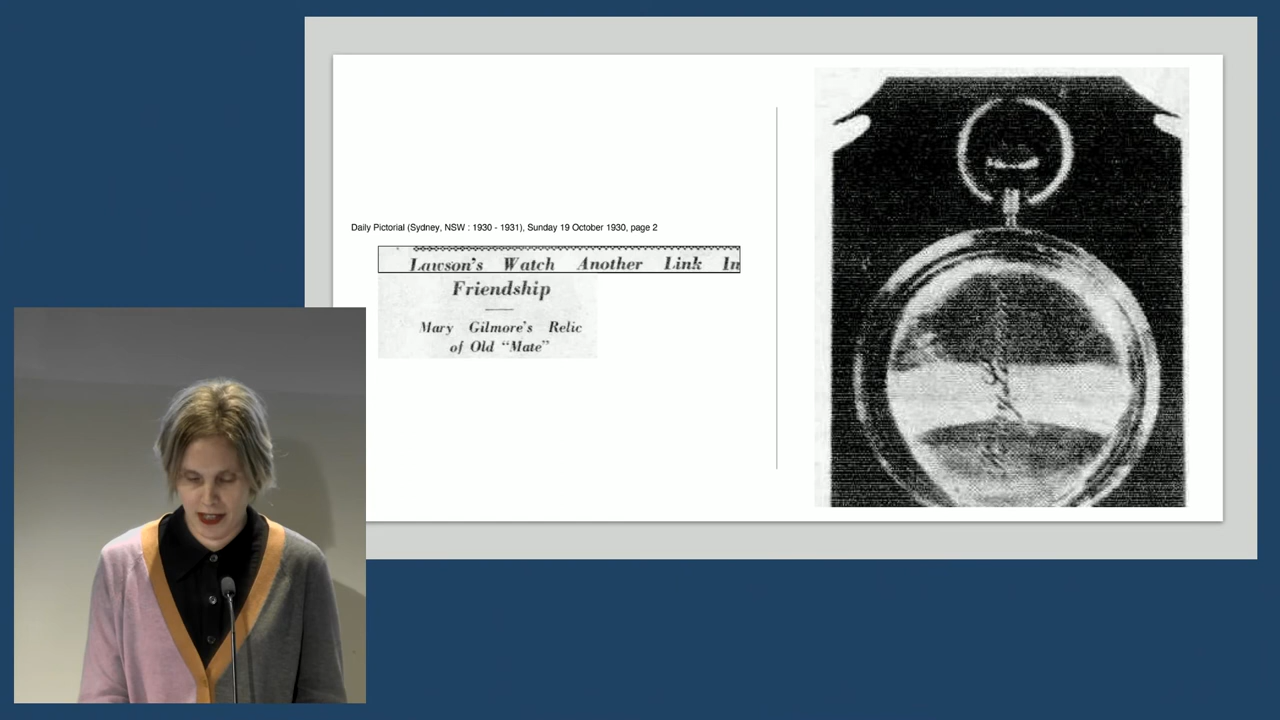 Daily Pictorial (Sydney, NSW : 1930 - 1931), Sunday 19 October 1930, page 2
Lawson's Watch Another Link In
Friendship
Mary Gilmore's Relic
of Old "Mate"